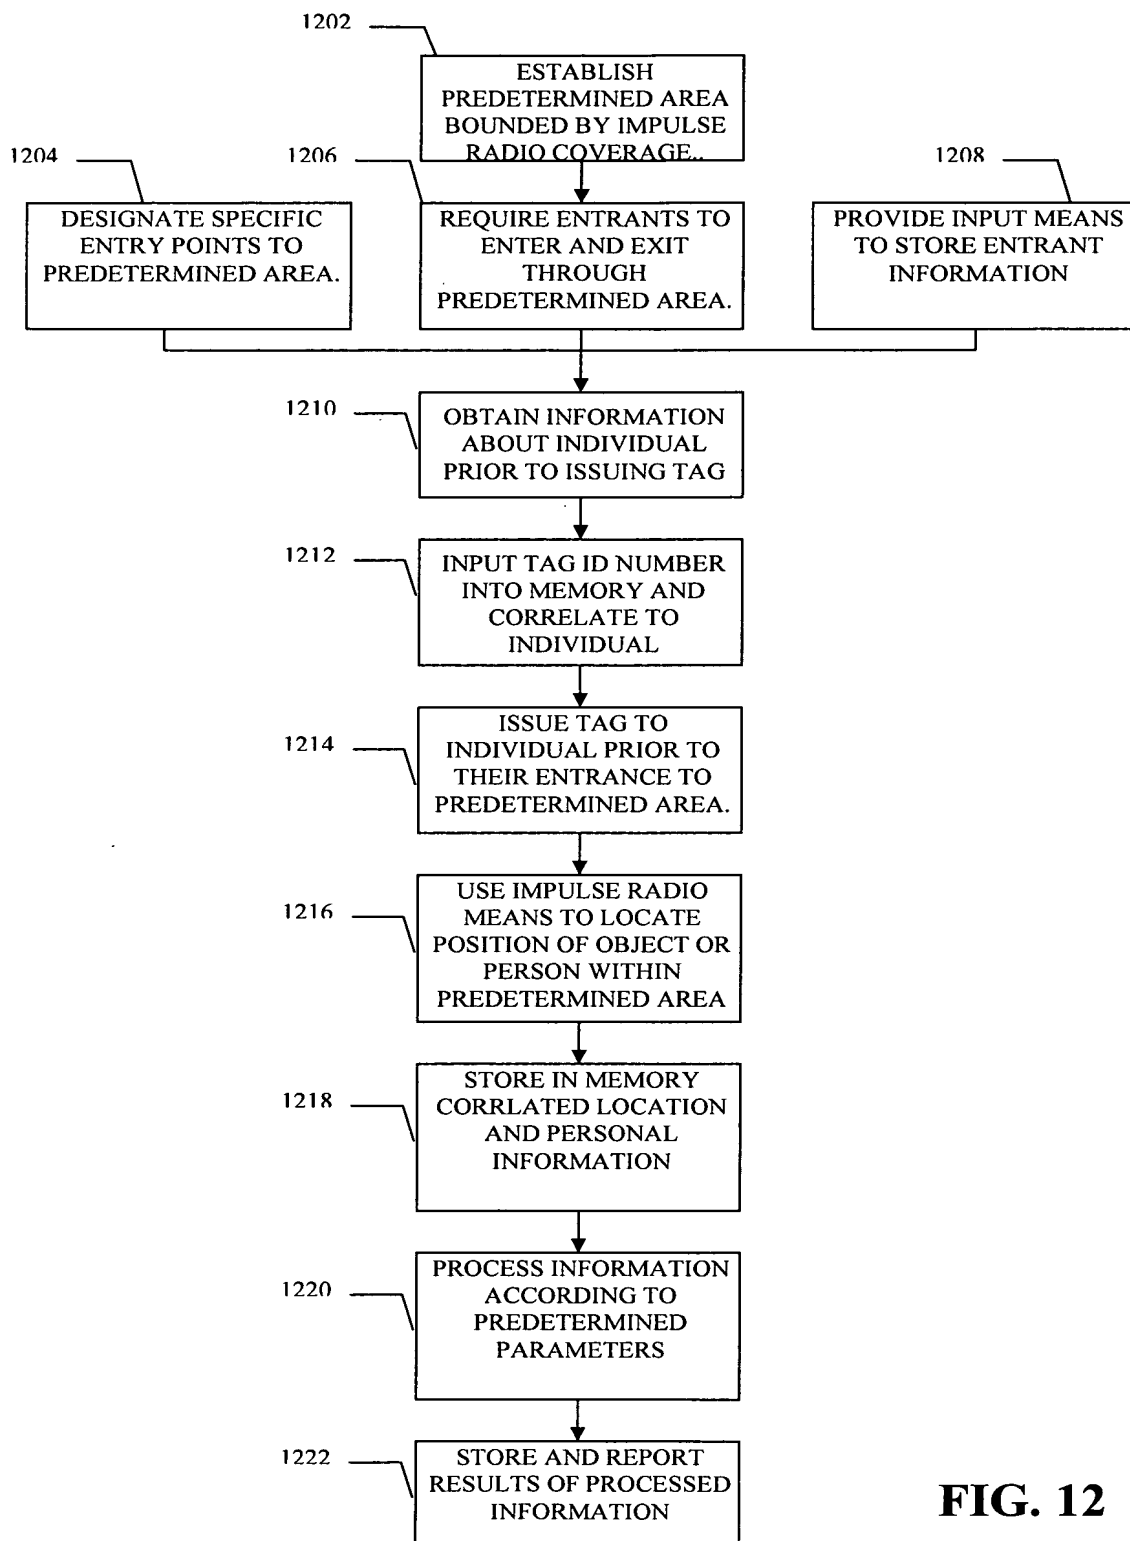 1202
ESTABLISH
PREDETERMINED AREA
BOUNDED BY IMPULSE
RADIO COVERAGE..
1204
DESIGNATE SPECIFIC
ENTRY POINTS TO
PREDETERMINED AREA.
1206
REQUIRE ENTRANTS TO
ENTER AND EXIT
THROUGH
PREDETERMINED AREA.
1208
PROVIDE INPUT MEANS
TO STORE ENTRANT
INFORMATION
1210
OBTAIN INFORMATION
ABOUT INDIVIDUAL
PRIOR TO ISSUING TAG
1212
INPUT TAG ID NUMBER
INTO MEMORY AND
CORRELATE TO
INDIVIDUAL
1214
ISSUE TAG TO
INDIVIDUAL PRIOR TO
THEIR ENTRANCE TO
PREDETERMINED AREA.
1216
USE IMPULSE RADIO
MEANS TO LOCATE
POSITION OF OBJECT OR
PERSON WITHIN
PREDETERMINED AREA
1218
STORE IN MEMORY
CORRLATED LOCATION
AND PERSONAL
INFORMATION
1220
PROCESS INFORMATION
ACCORDING TO
PREDETERMINED
PARAMETERS
1222
STORE AND REPORT
RESULTS OF PROCESSED
INFORMATION
FIG. 12